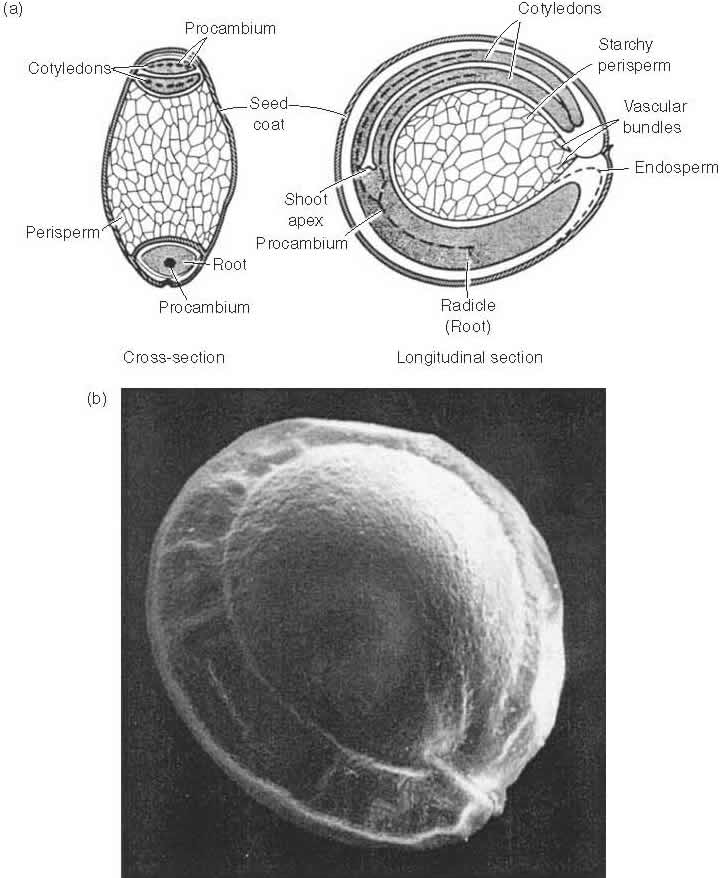 (a)
Procambium
Cotyledons
Seed
coat
Perisperm
Root
Procambium
Cross-section
Cotyledons
Starchy
perisperm
Vascular
bundles
Endosperm
Shoot
apex
Procambium
Radicle
(Root)
Longitudinal section
(b)